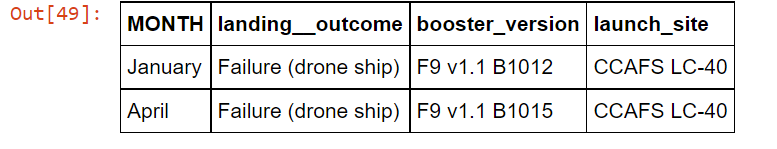 Out[49]:
MONTH landing__outcome booster_version launch_site
January Failure (drone ship) F9 v1.1 B1012 CCAFS LC-40
April Failure (drone ship) F9 v1.1 B1015 CCAFS LC-40